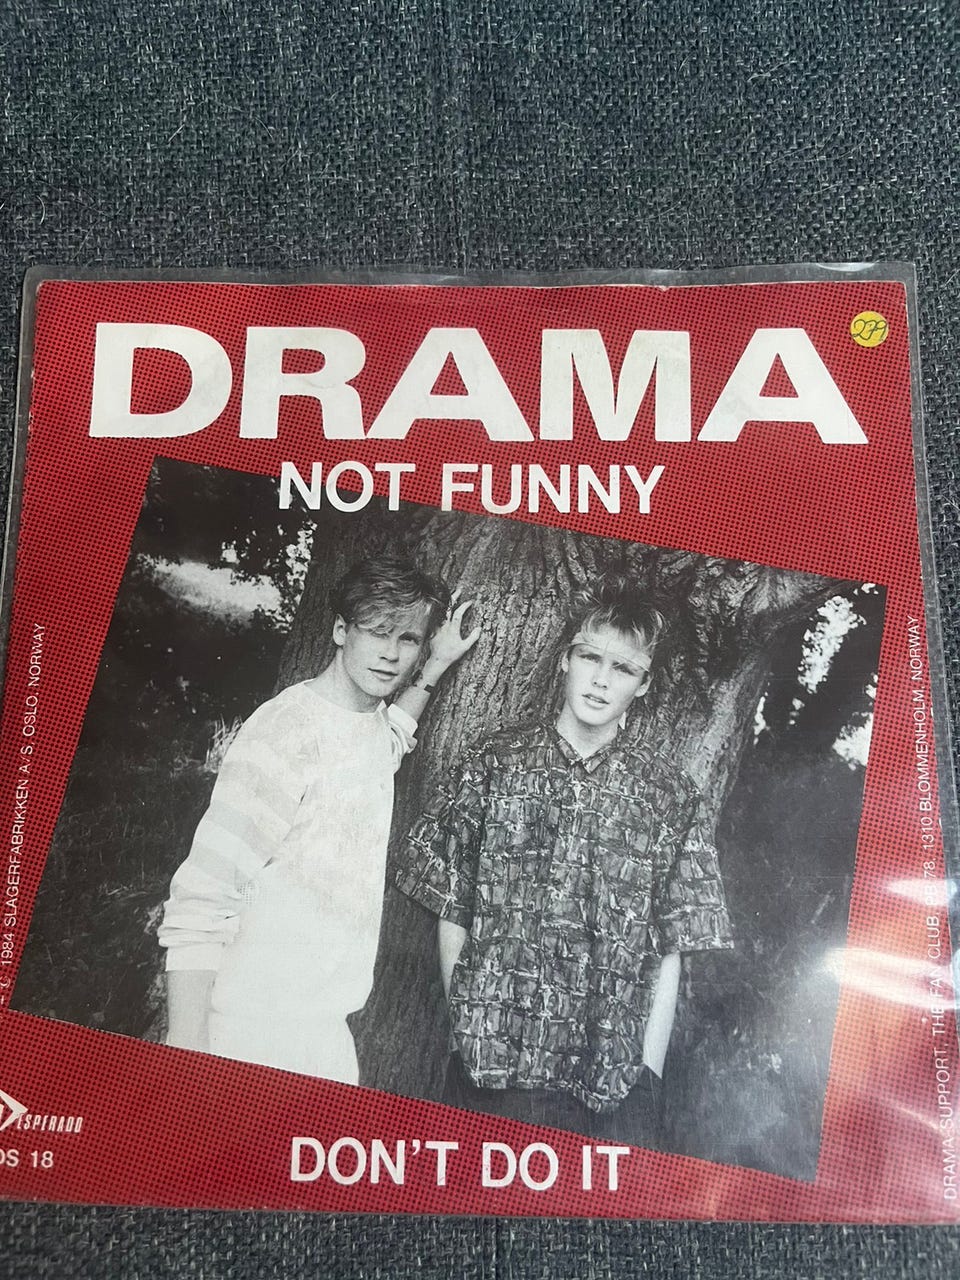 DRAMA
279
NOT FUNNY
1984 SLAGERFABRIKKEN A/S OSLO, NORWAY
DRAMA-SUPPORT, THE FAN CLUB, PB 78, 1310 BLOMMENHOLM, NORWAY
ESPERADO
DS 18
DON'T DO IT